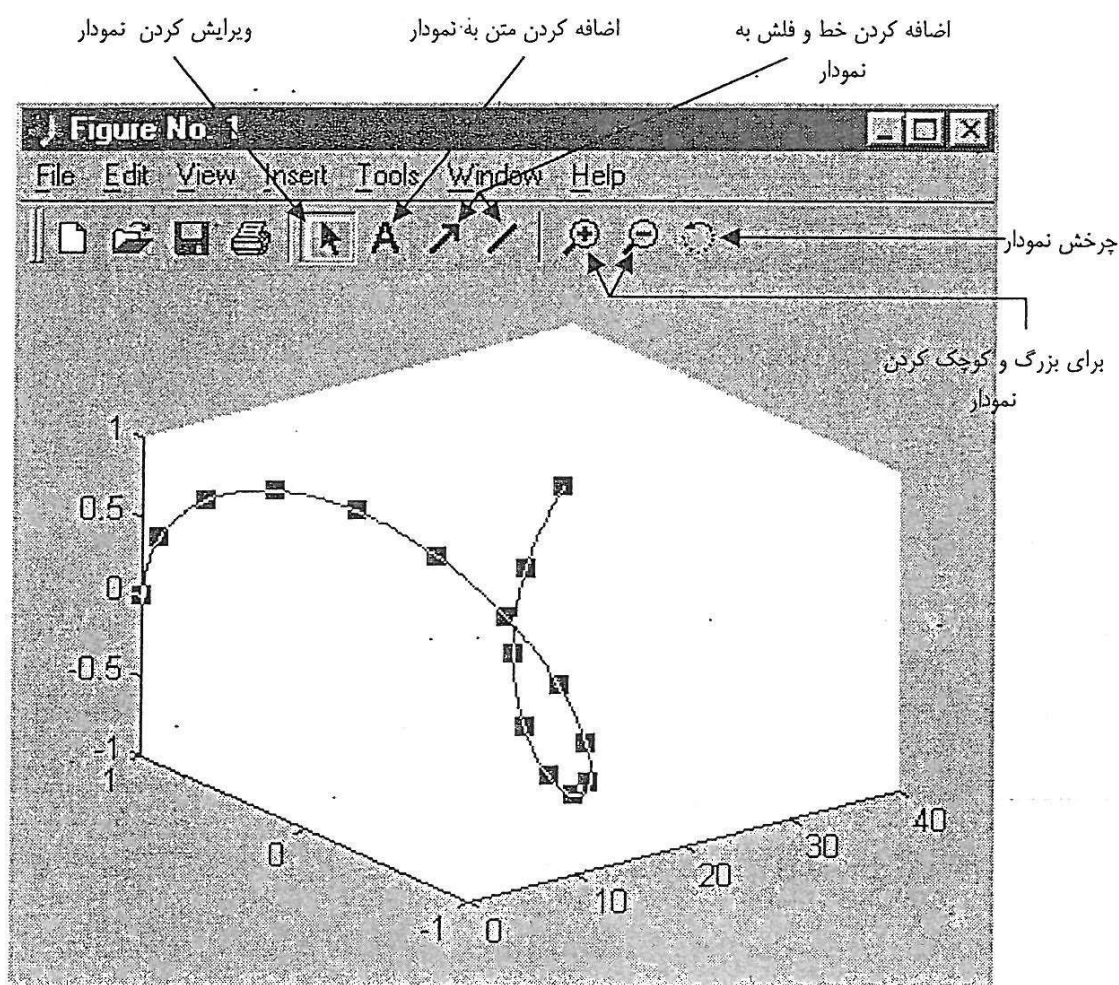 اضافه کردن خط و فلش به
نمودار
اضافه کردن متن به نمودار
ویرایش کردن نمودار
Figure No. 1
File Edit View Insert Tools Window Help
A
چرخش نمودار
برای بزرگ و کوچک کردن
نمودار
1
0.5
0
-0.5
-1
1
0
-1
0
10
20
30
40